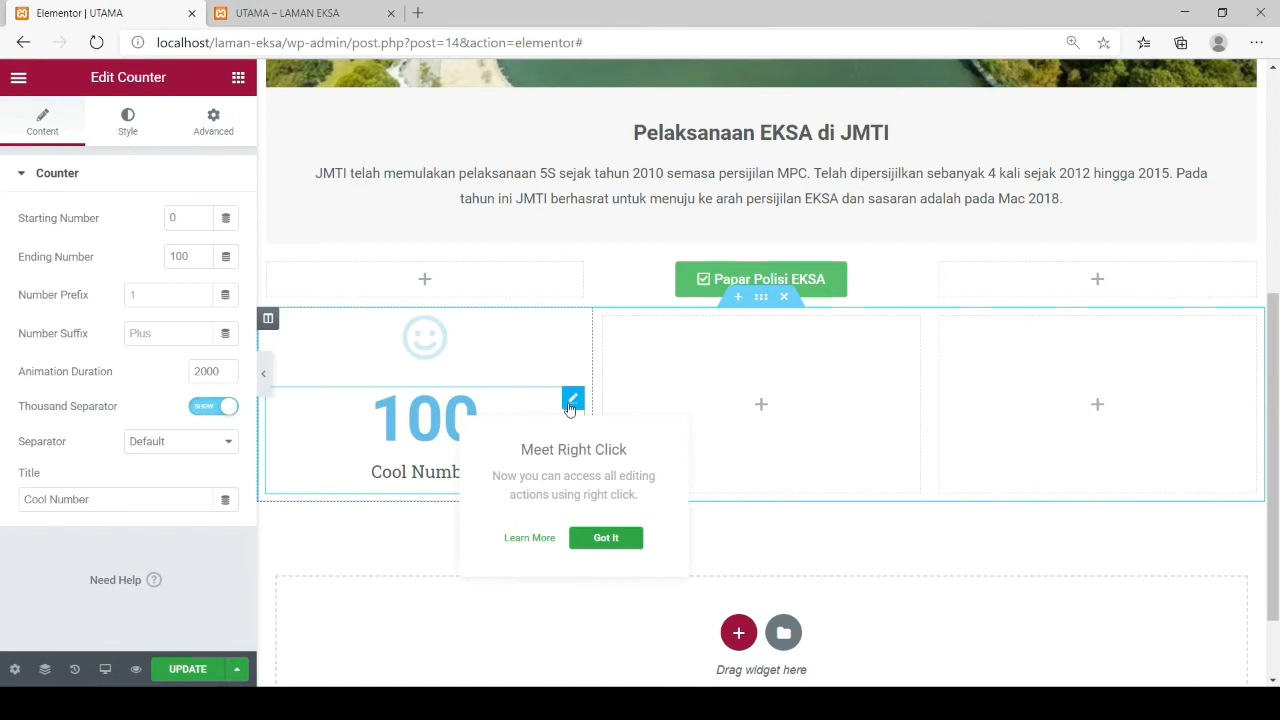 Elementor | UTAMA
UTAMA – LAMAN EKSA
localhost/laman-eksa/wp-admin/post.php?post=14&action=elementor#
Edit Counter
Content
Style
Advanced
Counter
Starting Number
0
Ending Number
100
Number Prefix
1
Number Suffix
Plus
Animation Duration
2000
Thousand Separator
SHOW
Separator
Default
Title
Cool Number
Need Help
UPDATE
Pelaksanaan EKSA di JMTI
JMTI telah memulakan pelaksanaan 5S sejak tahun 2010 semasa persijilan MPC. Telah dipersijilkan sebanyak 4 kali sejak 2012 hingga 2015. Pada
tahun ini JMTI berhasrat untuk menuju ke arah persijilan EKSA dan sasaran adalah pada Mac 2018.
Papar Polisi EKSA
100
Cool Numb
Meet Right Click
Now you can access all editing
actions using right click.
Learn More
Got It
Drag widget here